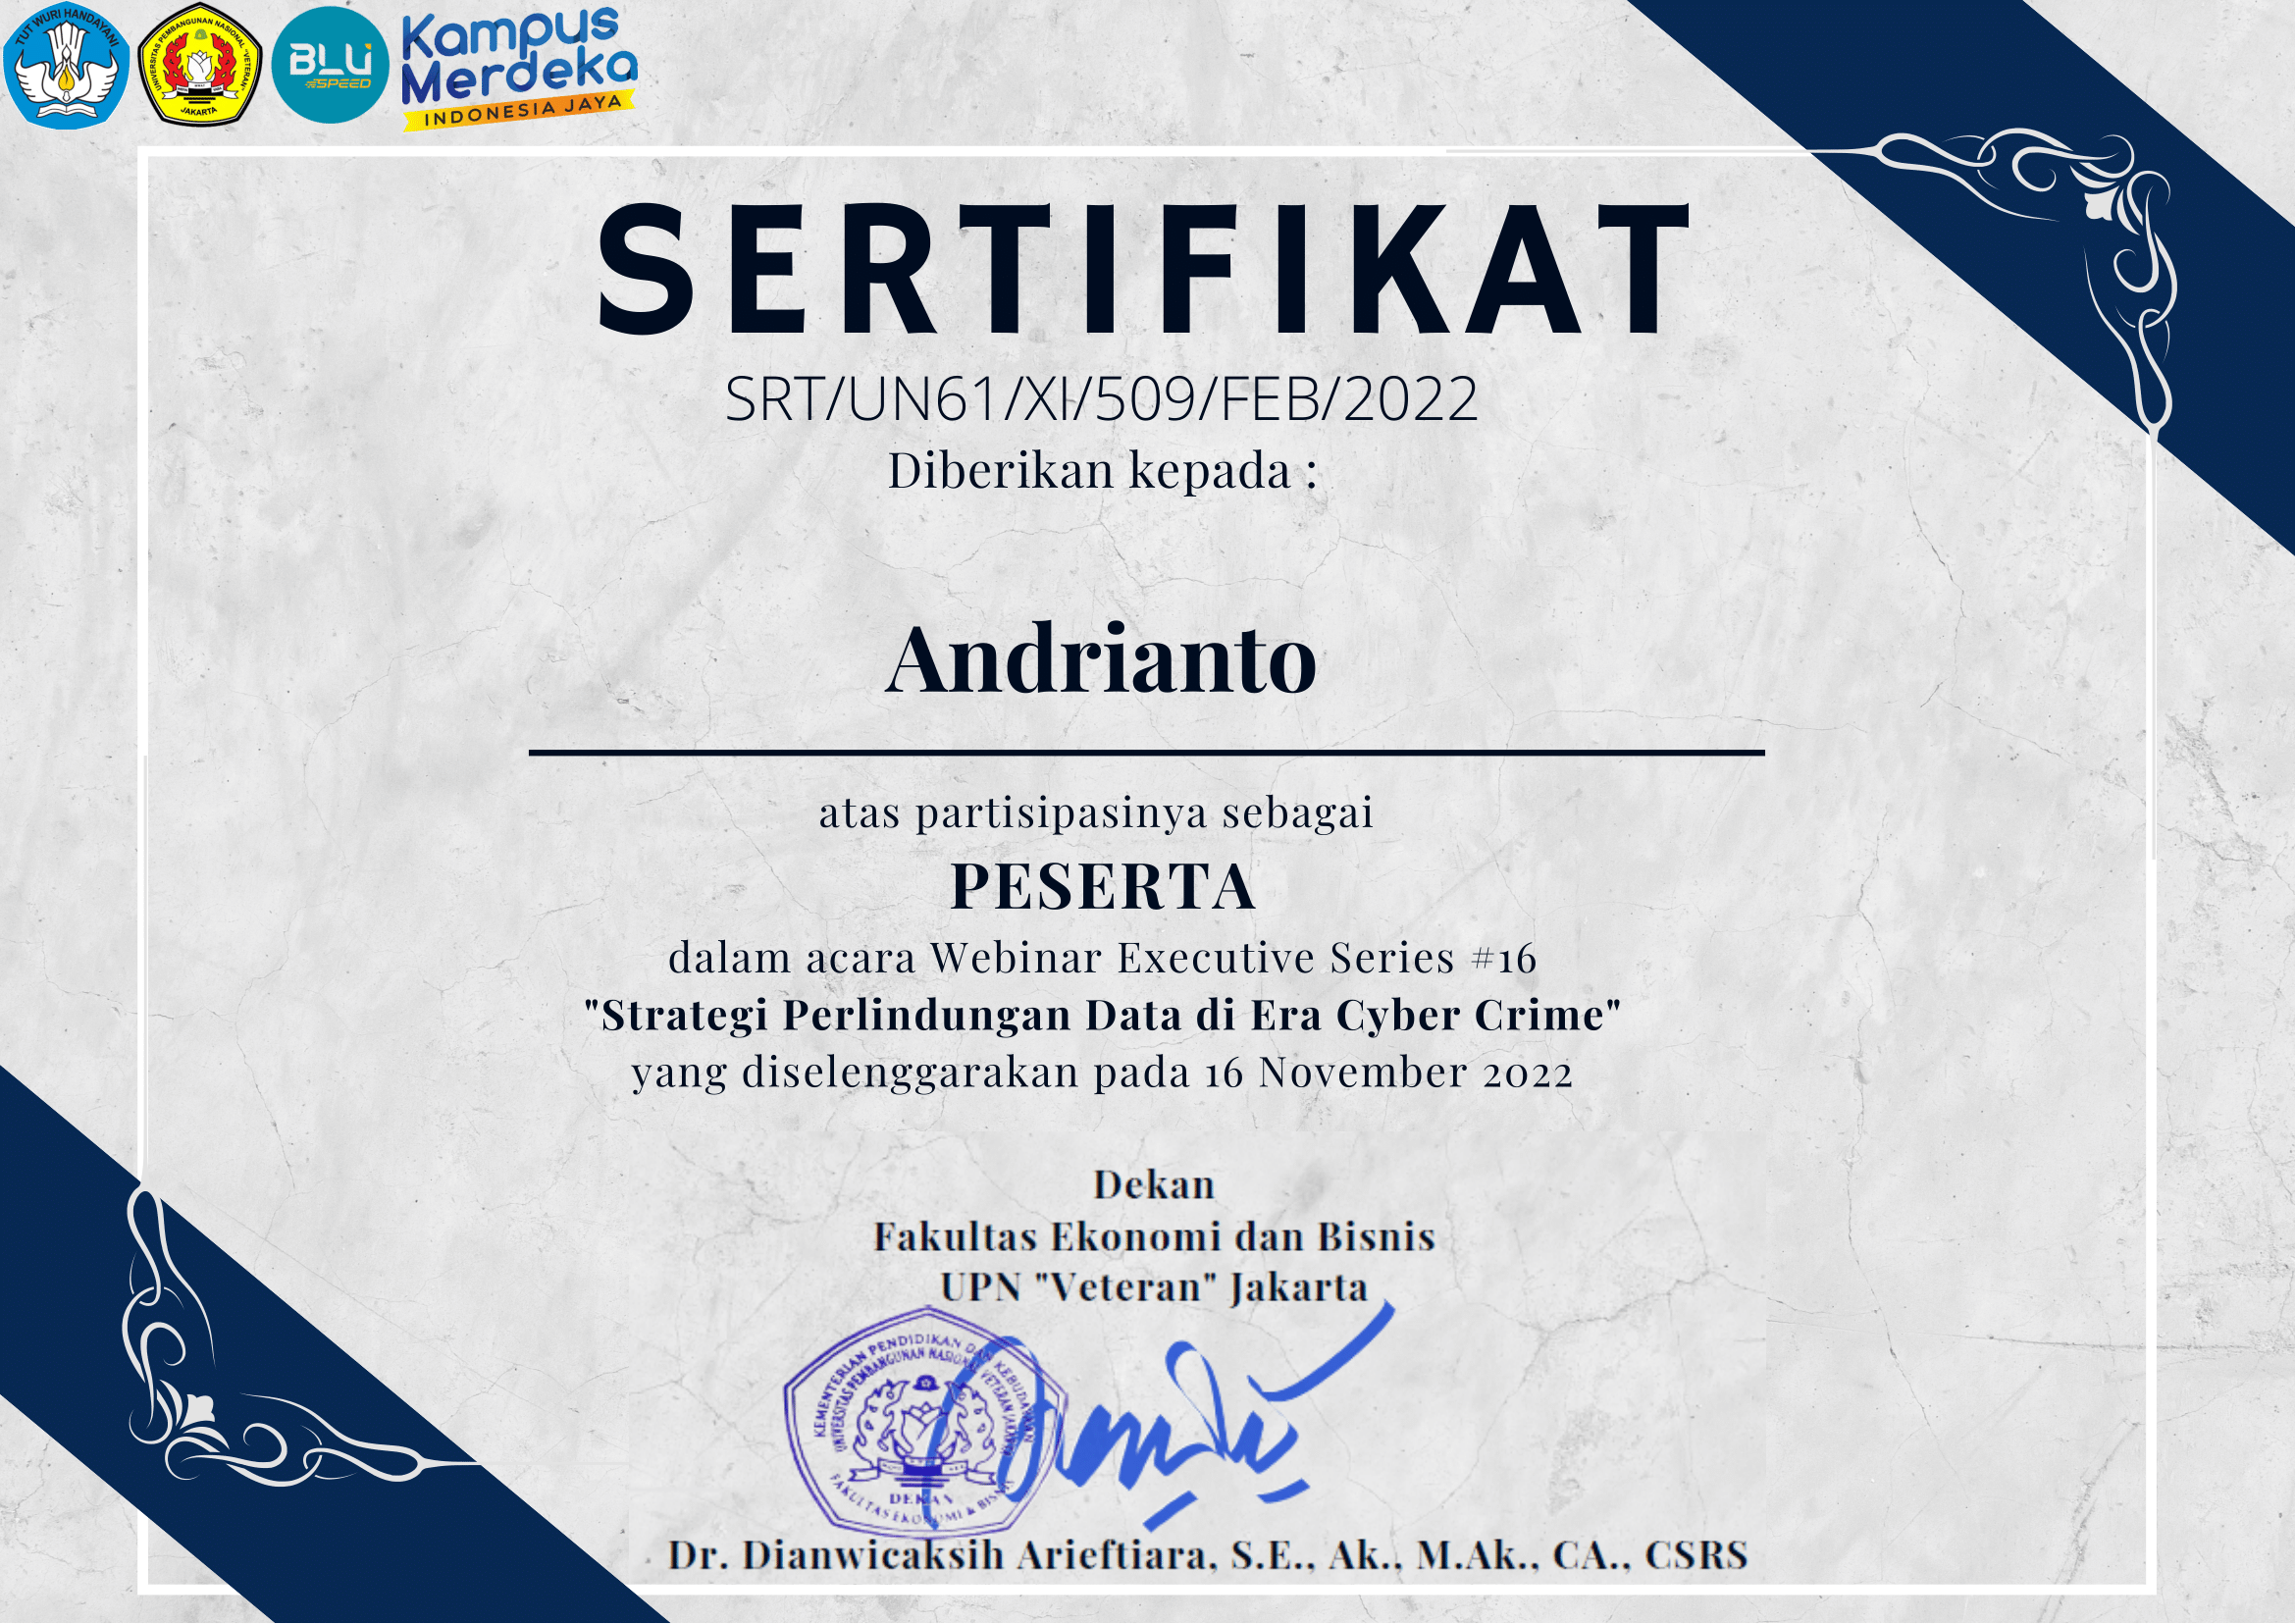 TUT WURI HANDAYANI
UNIVERSITAS PEMBANGUNAN NASIONAL "VETERAN"
JAKARTA
BLU
SPEED
Kampus
Merdeka
INDONESIA JAYA
SERTIFIKAT
SRT/UN61/XI/509/FEB/2022
Diberikan kepada :
Andrianto
atas partisipasinya sebagai
PESERTA
dalam acara Webinar Executive Series #16
"Strategi Perlindungan Data di Era Cyber Crime"
yang diselenggarakan pada 16 November 2022
Dekan
Fakultas Ekonomi dan Bisnis
UPN "Veteran" Jakarta
KEMENTERIAN PENDIDIKAN DAN KEBUDAYAAN
UNIVERSITAS PEMBANGUNAN NASIONAL VETERAN JAKARTA
DEKAN
FAKULTAS EKONOMI & BISNIS
Dr. Dianwicaksih Arieftiara, S.E., Ak., M.Ak., CA., CSRS